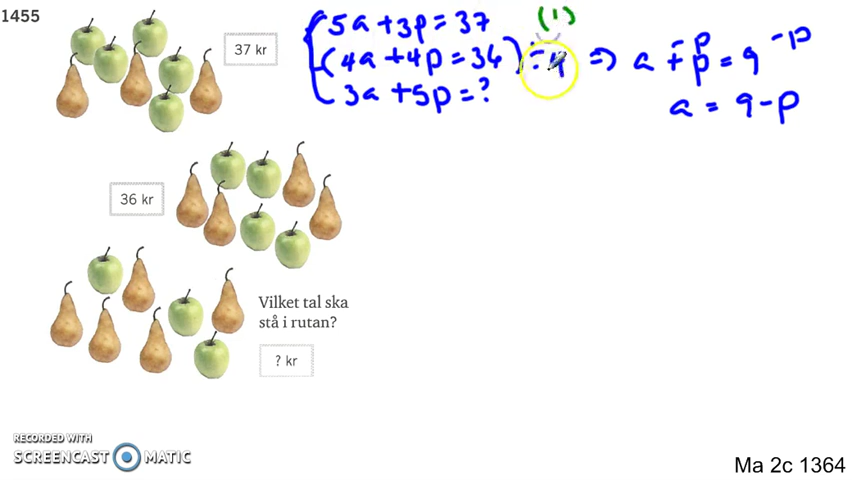 1455
37 kr
36 kr
Vilket tal ska
stå i rutan?
? kr
5a + 3p = 37
(4a + 4p = 36) ÷ 4 => a + p = 9
3a + 5p = ?
(1)
- p
- p
a = 9 - p
RECORDED WITH
SCREENCAST MATIC
Ma 2c 1364